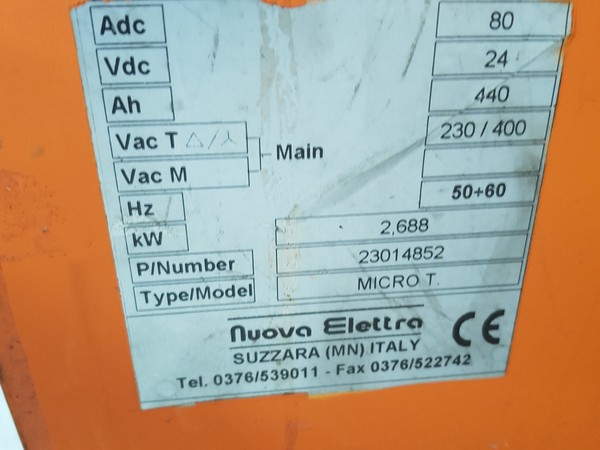 Adc 80
Vdc 24
Ah 440
Vac T △/⅄ Main 230 / 400
Vac M
Hz 50+60
kW 2,688
P/Number 23014852
Type/Model MICRO T.
Nuova Elettra CE
SUZZARA (MN) ITALY
Tel. 0376/539011 - Fax 0376/522742